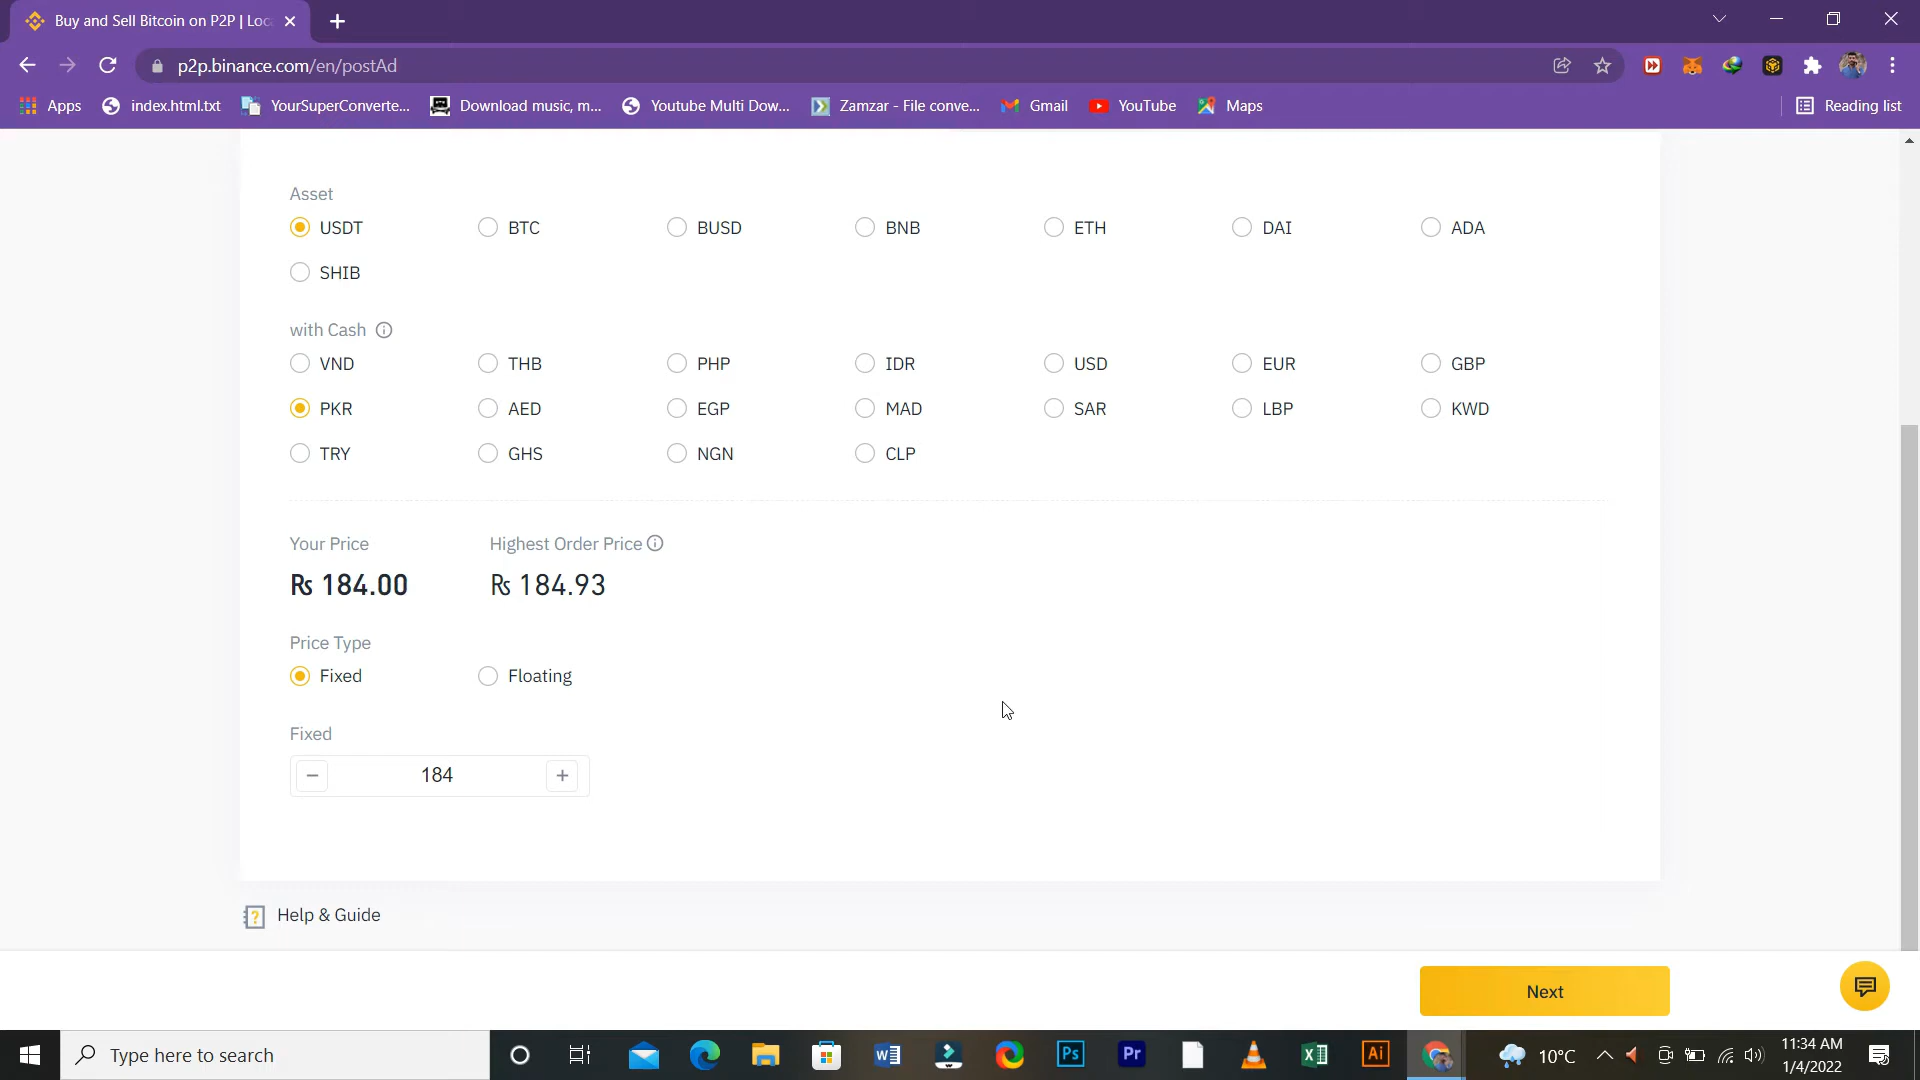 Buy and Sell Bitcoin on P2P | Loc
p2p.binance.com/en/postAd
Apps index.html.txt YourSuperConverte... Download music, m... Youtube Multi Dow... Zamzar - File conve... Gmail YouTube Maps Reading list
Asset
USDT BTC BUSD BNB ETH DAI ADA
SHIB
with Cash
VND THB PHP IDR USD EUR GBP
PKR AED EGP MAD SAR LBP KWD
TRY GHS NGN CLP
Your Price Highest Order Price
₨ 184.00 ₨ 184.93
Price Type
Fixed Floating
Fixed
− 184 +
Help & Guide
Next
Type here to search
Ps Pr Ai
10°C
11:34 AM
1/4/2022